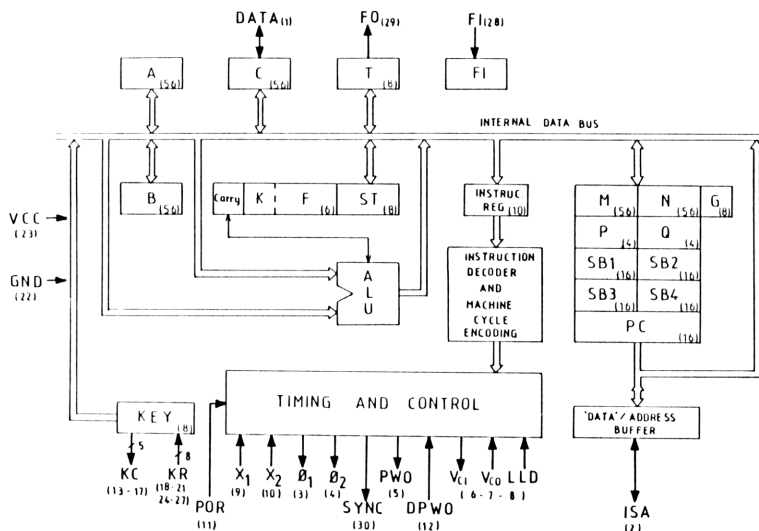 DATA (1)
FO (29)
FI (28)
A (56)
C (56)
T (8)
FI
INTERNAL DATA BUS
B (56)
Carry K F (6) ST (8)
INSTRUC REG (10)
M (56) N (56) G (8)
P (4) Q (4)
SB1 (16) SB2 (16)
SB3 (16) SB4 (16)
PC (16)
VCC (23)
GND (22)
ALU
INSTRUCTION
DECODER
AND
MACHINE
CYCLE
ENCODING
TIMING AND CONTROL
KEY (8)
'DATA'/ADDRESS
BUFFER
5
8
KC (13-17)
KR (18-21
24-27)
POR (11)
X1 (9)
X2 (10)
Ø1 (3)
Ø2 (4)
SYNC (30)
PWO (5)
DPWO (12)
VCI VCO LLD
(6-7-8)
ISA (2)